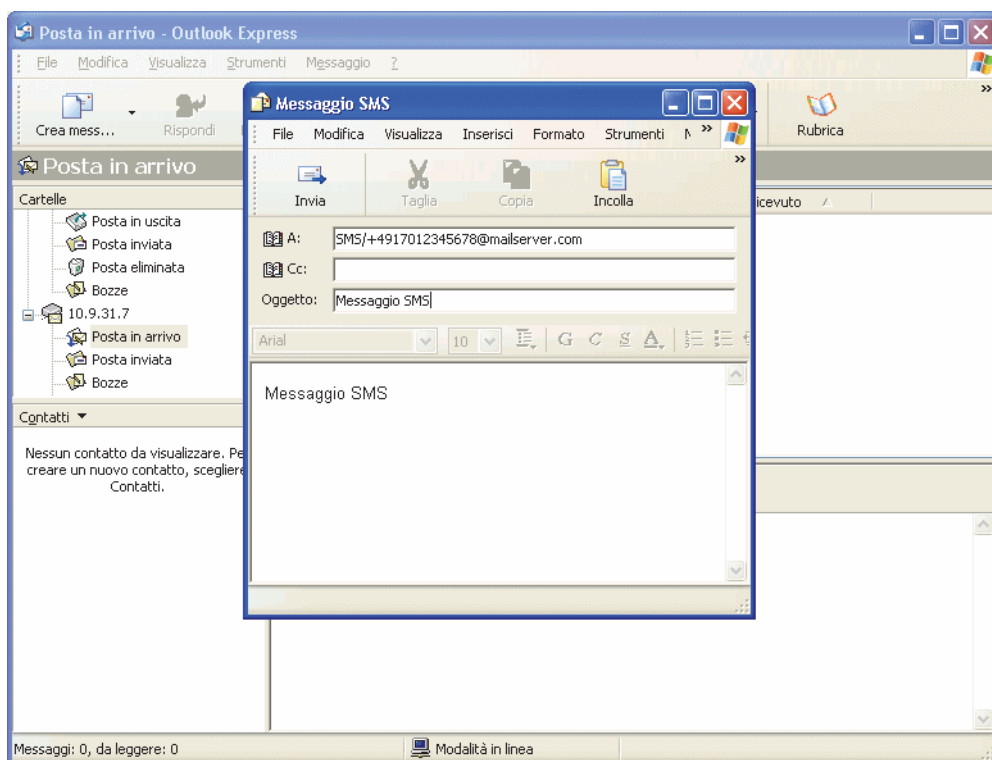 Posta in arrivo - Outlook Express
File Modifica Visualizza Strumenti Messaggio ?
Crea mess... Rispondi Rubrica
Posta in arrivo
Cartelle
Posta in uscita
Posta inviata
Posta eliminata
Bozze
10.9.31.7
Posta in arrivo
Posta inviata
Bozze
Contatti
Nessun contatto da visualizzare. Pe
creare un nuovo contatto, scegliere
Contatti.
icevuto
Messaggio SMS
File Modifica Visualizza Inserisci Formato Strumenti »
Invia Taglia Copia Incolla
A: SMS/+4917012345678@mailserver.com
Cc:
Oggetto: Messaggio SMS
Arial 10 G C S A
Messaggio SMS
Messaggi: 0, da leggere: 0 Modalità in linea